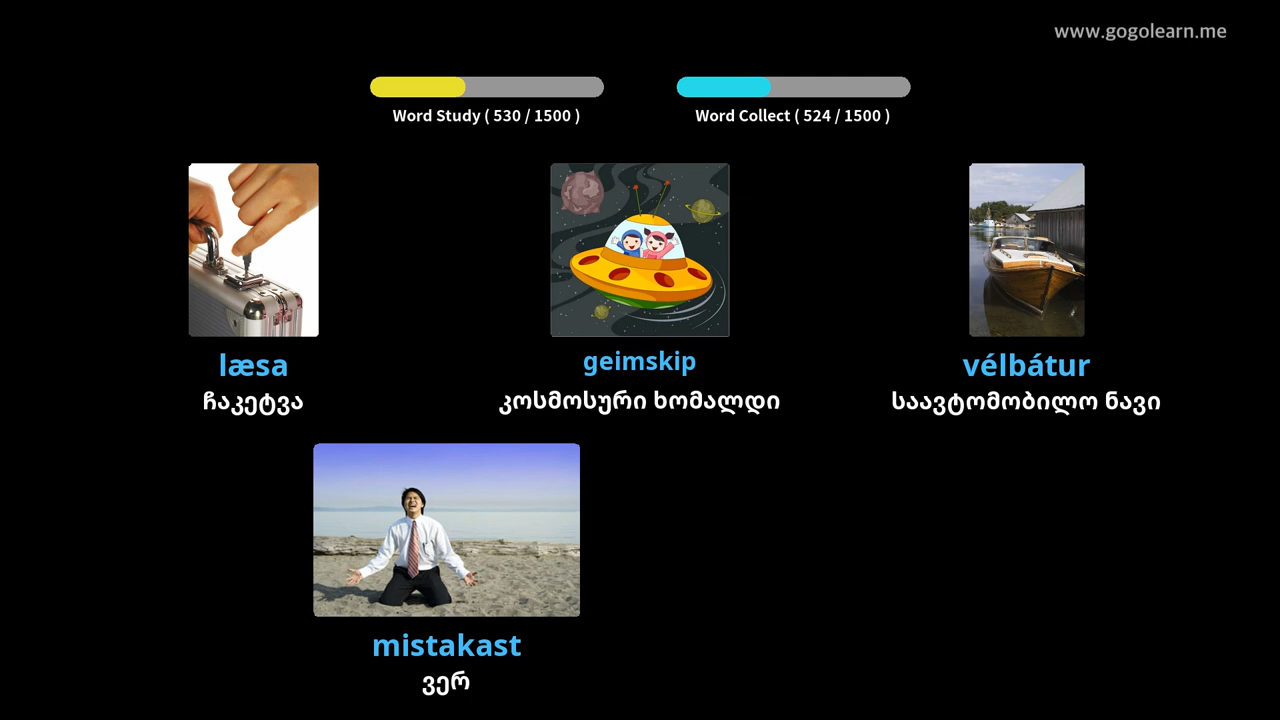 www.gogolearn.me
Word Study ( 530 / 1500 )
Word Collect ( 524 / 1500 )
læsa
ჩაკეტვა
geimskip
კოსმოსური ხომალდი
vélbátur
საავტომობილო ნავი
mistakast
ვერ